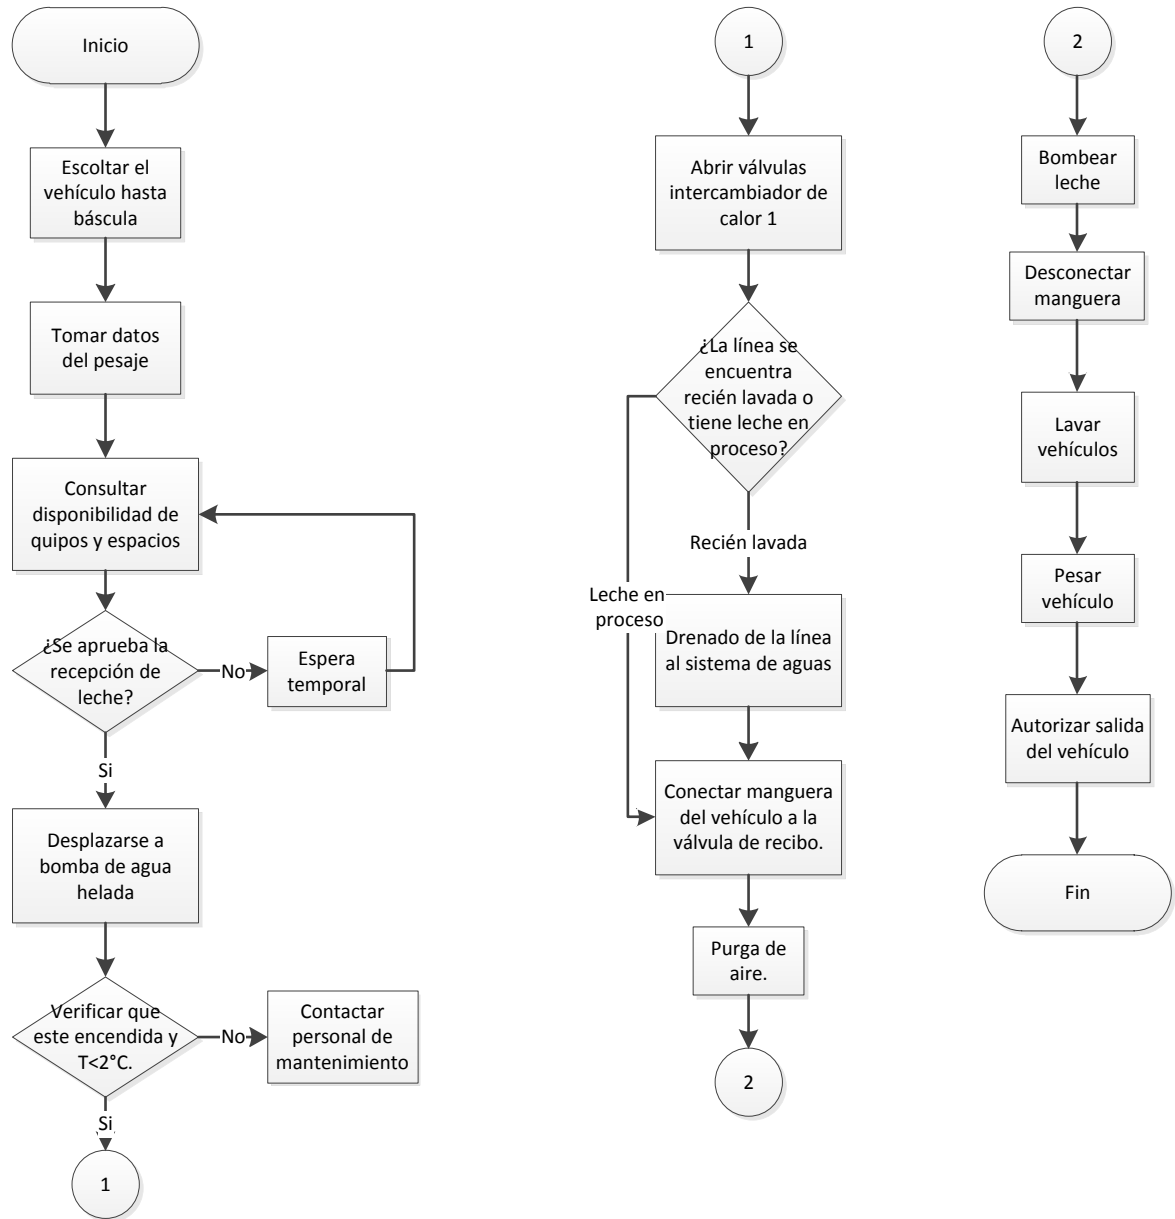 Inicio
Escoltar el
vehículo hasta
báscula
Tomar datos
del pesaje
Consultar
disponibilidad de
quipos y espacios
¿Se aprueba la
recepción de
leche?
No
Espera
temporal
Si
Desplazarse a
bomba de agua
helada
Verificar que
este encendida y
T<2°C.
No
Contactar
personal de
mantenimiento
Si
1
1
Abrir válvulas
intercambiador de
calor 1
¿La línea se
encuentra
recién lavada o
tiene leche en
proceso?
Recién lavada
Leche en
proceso
Drenado de la línea
al sistema de aguas
Conectar manguera
del vehículo a la
válvula de recibo.
Purga de
aire.
2
2
Bombear
leche
Desconectar
manguera
Lavar
vehículos
Pesar
vehículo
Autorizar salida
del vehículo
Fin